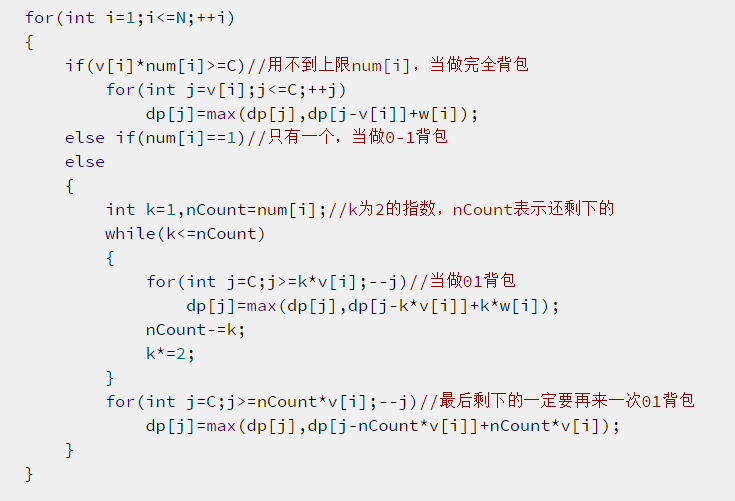 for(int i=1;i<=N;++i)
{
    if(v[i]*num[i]>=C)//用不到上限num[i]，当做完全背包
        for(int j=v[i];j<=C;++j)
            dp[j]=max(dp[j],dp[j-v[i]]+w[i]);
    else if(num[i]==1)//只有一个，当做0-1背包
    else
    {
        int k=1,nCount=num[i];//k为2的指数，nCount表示还剩下的
        while(k<=nCount)
        {
            for(int j=C;j>=k*v[i];--j)//当做01背包
                dp[j]=max(dp[j],dp[j-k*v[i]]+k*w[i]);
            nCount-=k;
            k*=2;
        }
        for(int j=C;j>=nCount*v[i];--j)//最后剩下的一定要再来一次01背包
            dp[j]=max(dp[j],dp[j-nCount*v[i]]+nCount*v[i]);
    }
}